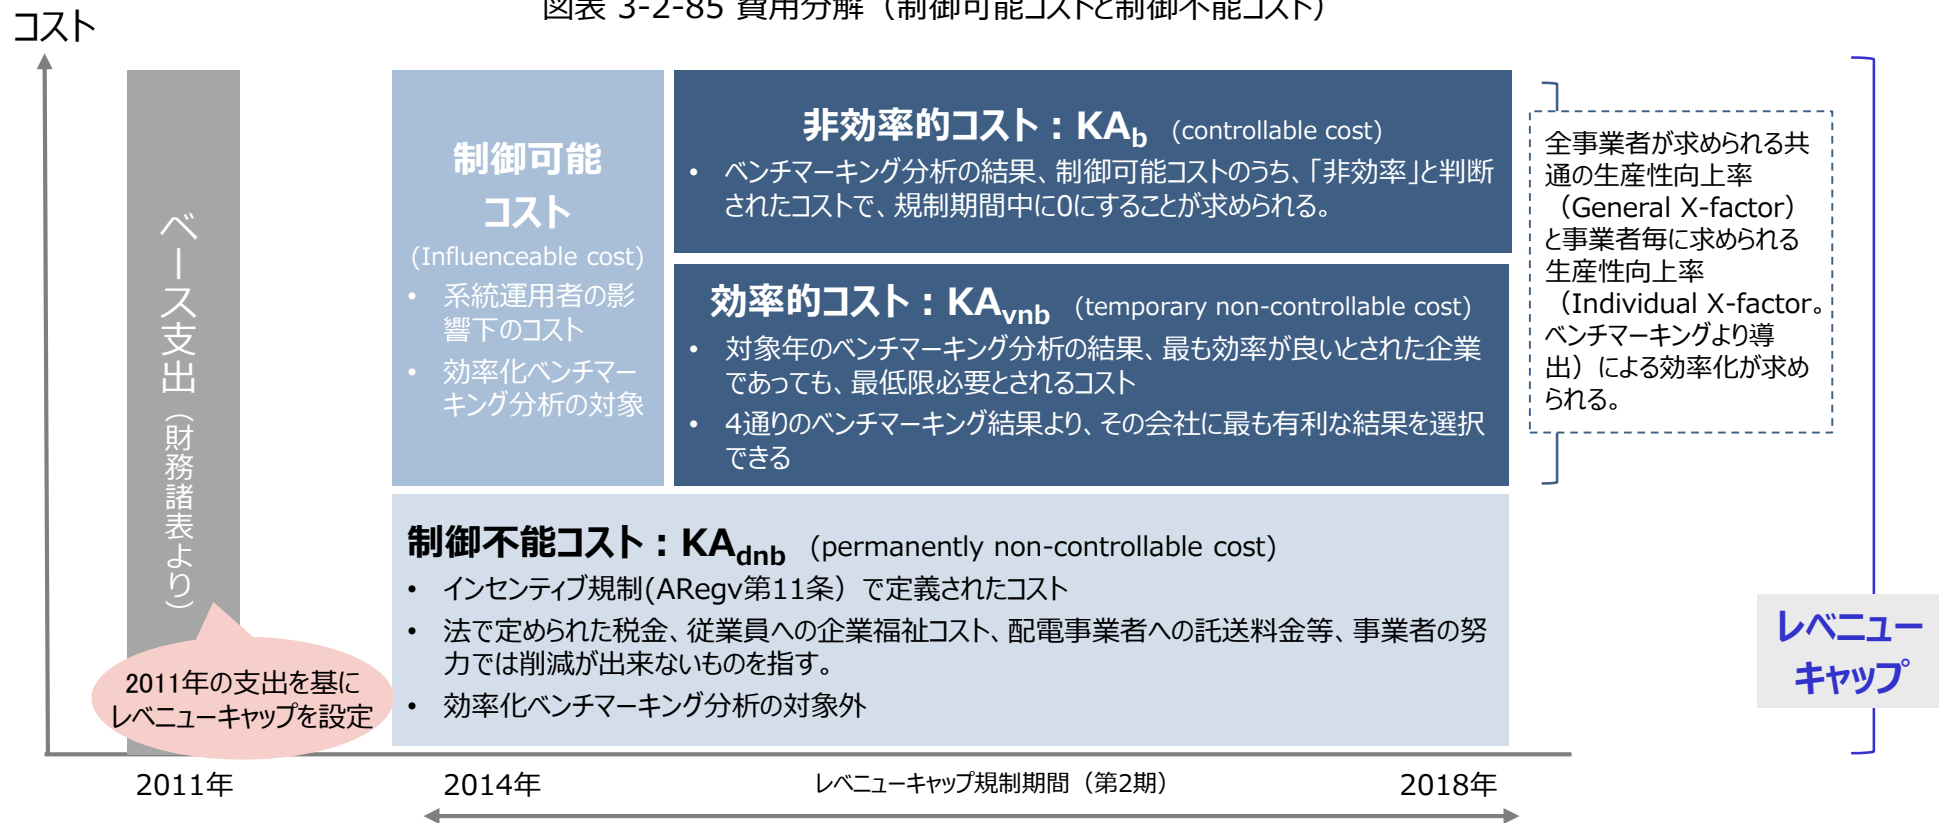 図表 3-2-85 費用分解（制御可能コストと制御不能コスト）
コスト
ベース支出（財務諸表より）
2011年の支出を基に
レベニューキャップを設定
制御可能
コスト
(Influenceable cost)
• 系統運用者の影
響下のコスト
• 効率化ベンチマー
キング分析の対象
非効率的コスト：KAb (controllable cost)
• ベンチマーキング分析の結果、制御可能コストのうち、「非効率」と判断
されたコストで、規制期間中に0にすることが求められる。
効率的コスト：KAvnb (temporary non-controllable cost)
• 対象年のベンチマーキング分析の結果、最も効率が良いとされた企業
であっても、最低限必要とされるコスト
• 4通りのベンチマーキング結果より、その会社に最も有利な結果を選択
できる
制御不能コスト：KAdnb (permanently non-controllable cost)
• インセンティブ規制(ARegv第11条）で定義されたコスト
• 法で定められた税金、従業員への企業福祉コスト、配電事業者への託送料金等、事業者の努
力では削減が出来ないものを指す。
• 効率化ベンチマーキング分析の対象外
全事業者が求められる共
通の生産性向上率
（General X-factor）
と事業者毎に求められる
生産性向上率
（Individual X-factor。
ベンチマーキングより導
出）による効率化が求め
られる。
レベニュー
キャップ
2011年
2014年
レベニューキャップ規制期間（第2期）
2018年